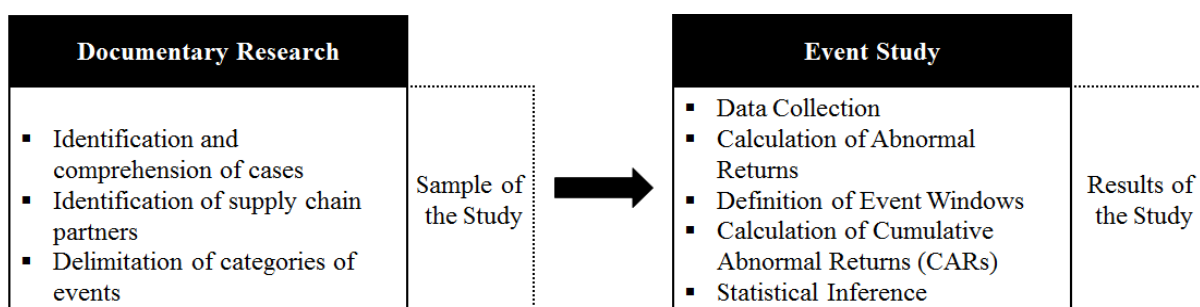 Documentary Research
▪ Identification and
comprehension of cases
▪ Identification of supply chain
partners
▪ Delimitation of categories of
events
Sample of
the Study
Event Study
▪ Data Collection
▪ Calculation of Abnormal
Returns
▪ Definition of Event Windows
▪ Calculation of Cumulative
Abnormal Returns (CARs)
▪ Statistical Inference
Results of
the Study